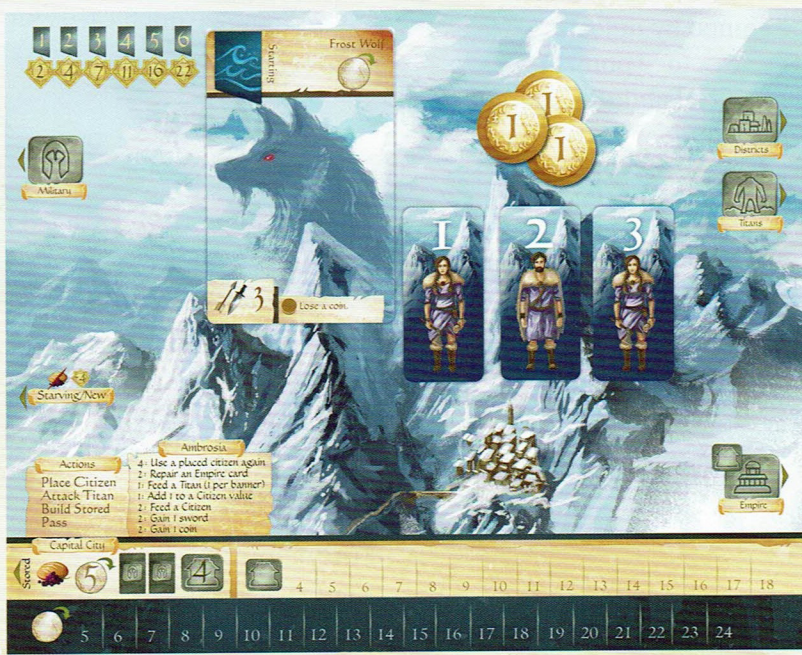 1 2 3 4 5 6
2 4 7 11 16 22
Starting
Frost Wolf
3
Lose a coin.
1
1
1
Military
Districts
Titans
1
2
3
Starving/New
-4
Actions
Place Citizen
Attack Titan
Build Stored
Pass
Ambrosia
4: Use a placed citizen again
2: Repair an Empire card
1: Feed a Titan (1 per banner)
1: Add 1 to a Citizen value
2: Feed a Citizen
2: Gain 1 sword
2: Gain 1 coin
Empire
Capital City
Stored
5
4
4 5 6 7 8 9 10 11 12 13 14 15 16 17 18
5 6 7 8 9 10 11 12 13 14 15 16 17 18 19 20 21 22 23 24